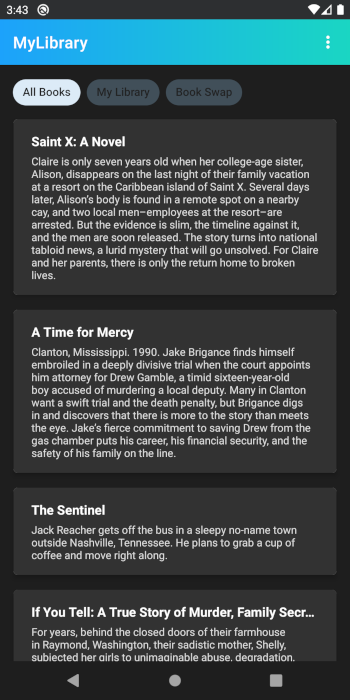 3:43
MyLibrary
All Books
My Library
Book Swap
Saint X: A Novel
Claire is only seven years old when her college-age sister,
Alison, disappears on the last night of their family vacation
at a resort on the Caribbean island of Saint X. Several days
later, Alison's body is found in a remote spot on a nearby
cay, and two local men–employees at the resort–are
arrested. But the evidence is slim, the timeline against it,
and the men are soon released. The story turns into national
tabloid news, a lurid mystery that will go unsolved. For Claire
and her parents, there is only the return home to broken
lives.
A Time for Mercy
Clanton, Mississippi. 1990. Jake Brigance finds himself
embroiled in a deeply divisive trial when the court appoints
him attorney for Drew Gamble, a timid sixteen-year-old
boy accused of murdering a local deputy. Many in Clanton
want a swift trial and the death penalty, but Brigance digs
in and discovers that there is more to the story than meets
the eye. Jake's fierce commitment to saving Drew from the
gas chamber puts his career, his financial security, and the
safety of his family on the line.
The Sentinel
Jack Reacher gets off the bus in a sleepy no-name town
outside Nashville, Tennessee. He plans to grab a cup of
coffee and move right along.
If You Tell: A True Story of Murder, Family Secr...
For years, behind the closed doors of their farmhouse
in Raymond, Washington, their sadistic mother, Shelly,
subjected her girls to unimaginable abuse, degradation,